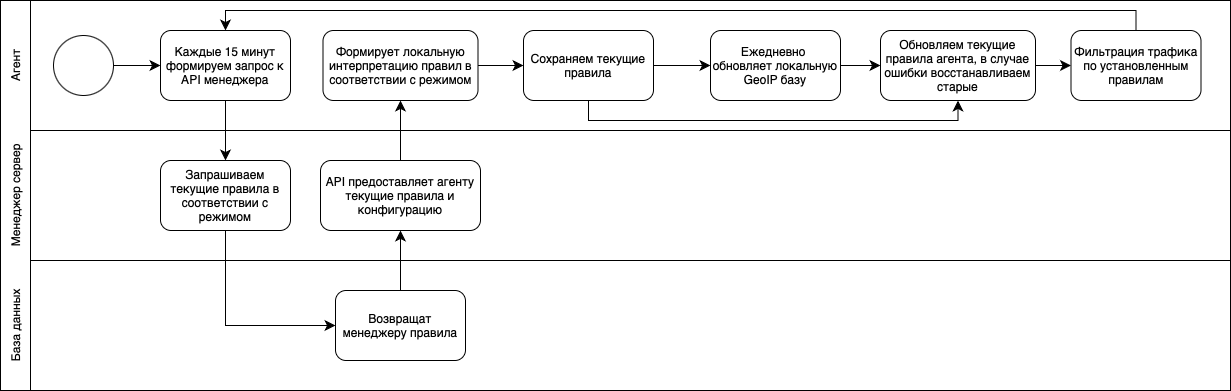 Агент
Каждые 15 минут
формируем запрос к
API менеджера
Формирует локальную
интерпретацию правил в
соответствии с режимом
Сохраняем текущие
правила
Ежедневно
обновляет локальную
GeoIP базу
Обновляем текущие
правила агента, в случае
ошибки восстанавливаем
старые
Фильтрация трафика
по установленным
правилам
Менеджер сервер
Запрашиваем
текущие правила в
соответствии с
режимом
API предоставляет агенту
текущие правила и
конфигурацию
База данных
Возвращат
менеджеру правила